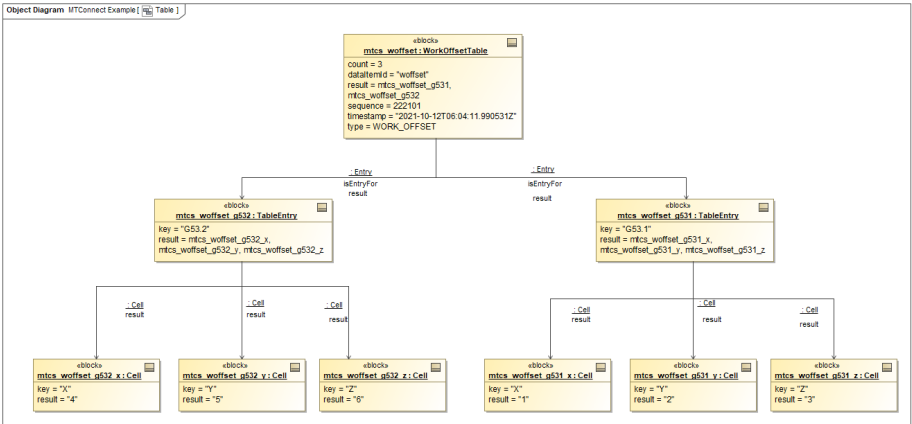 Object Diagram MTConnect Example [ Table ]
«block»
mtcs_woffset : WorkOffsetTable
count = 3
dataItemId = "woffset"
result = mtcs_woffset_g531,
mtcs_woffset_g532
sequence = 222101
timestamp = "2021-10-12T06:04:11.990531Z"
type = WORK_OFFSET
: Entry
isEntryFor
result
: Entry
isEntryFor
result
«block»
mtcs_woffset_g532 : TableEntry
key = "G53.2"
result = mtcs_woffset_g532_x,
mtcs_woffset_g532_y, mtcs_woffset_g532_z
«block»
mtcs_woffset_g531 : TableEntry
key = "G53.1"
result = mtcs_woffset_g531_x,
mtcs_woffset_g531_y, mtcs_woffset_g531_z
: Cell
result
: Cell
result
: Cell
result
: Cell
result
: Cell
result
: Cell
result
«block»
mtcs_woffset_g532_x : Cell
key = "X"
result = "4"
«block»
mtcs_woffset_g532_y : Cell
key = "Y"
result = "5"
«block»
mtcs_woffset_g532_z : Cell
key = "Z"
result = "6"
«block»
mtcs_woffset_g531_x : Cell
key = "X"
result = "1"
«block»
mtcs_woffset_g531_y : Cell
key = "Y"
result = "2"
«block»
mtcs_woffset_g531_z : Cell
key = "Z"
result = "3"